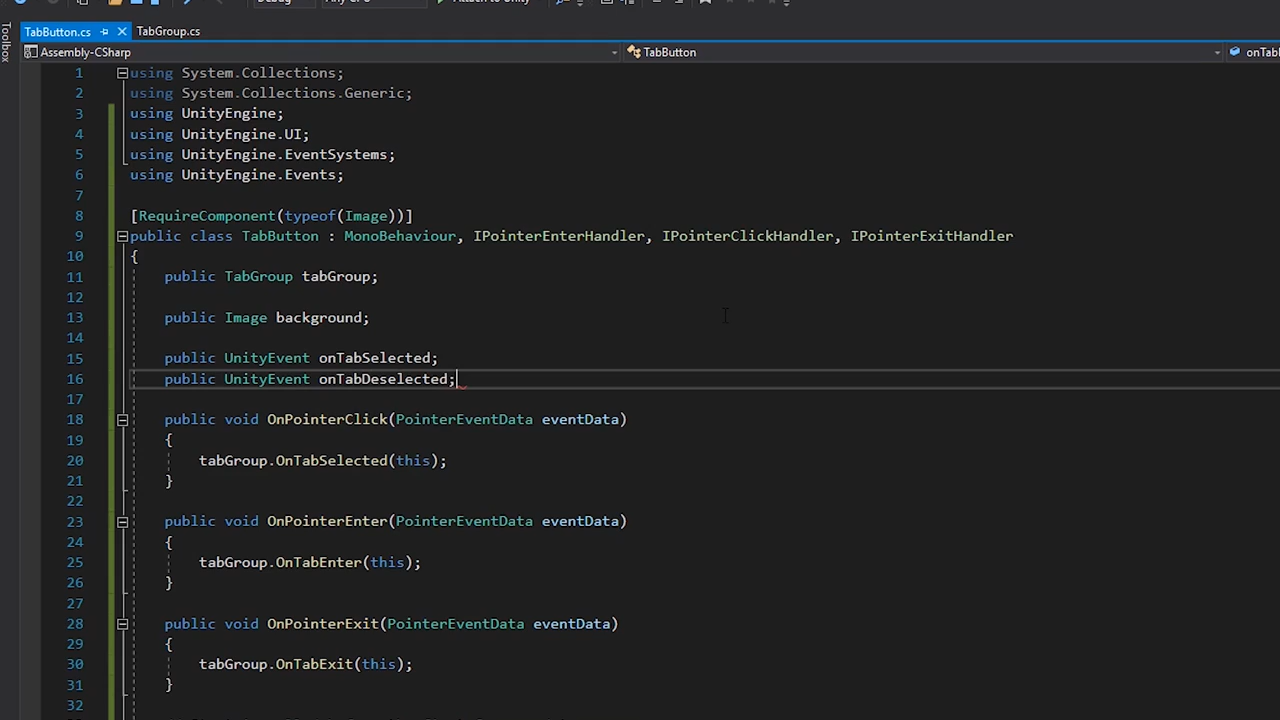 TabButton.cs
TabGroup.cs
Toolbox
Assembly-CSharp
TabButton
1 using System.Collections;
2 using System.Collections.Generic;
3 using UnityEngine;
4 using UnityEngine.UI;
5 using UnityEngine.EventSystems;
6 using UnityEngine.Events;
7
8 [RequireComponent(typeof(Image))]
9 public class TabButton : MonoBehaviour, IPointerEnterHandler, IPointerClickHandler, IPointerExitHandler
10 {
11 public TabGroup tabGroup;
12
13 public Image background;
14
15 public UnityEvent onTabSelected;
16 public UnityEvent onTabDeselected;
17
18 public void OnPointerClick(PointerEventData eventData)
19 {
20 tabGroup.OnTabSelected(this);
21 }
22
23 public void OnPointerEnter(PointerEventData eventData)
24 {
25 tabGroup.OnTabEnter(this);
26 }
27
28 public void OnPointerExit(PointerEventData eventData)
29 {
30 tabGroup.OnTabExit(this);
31 }
32